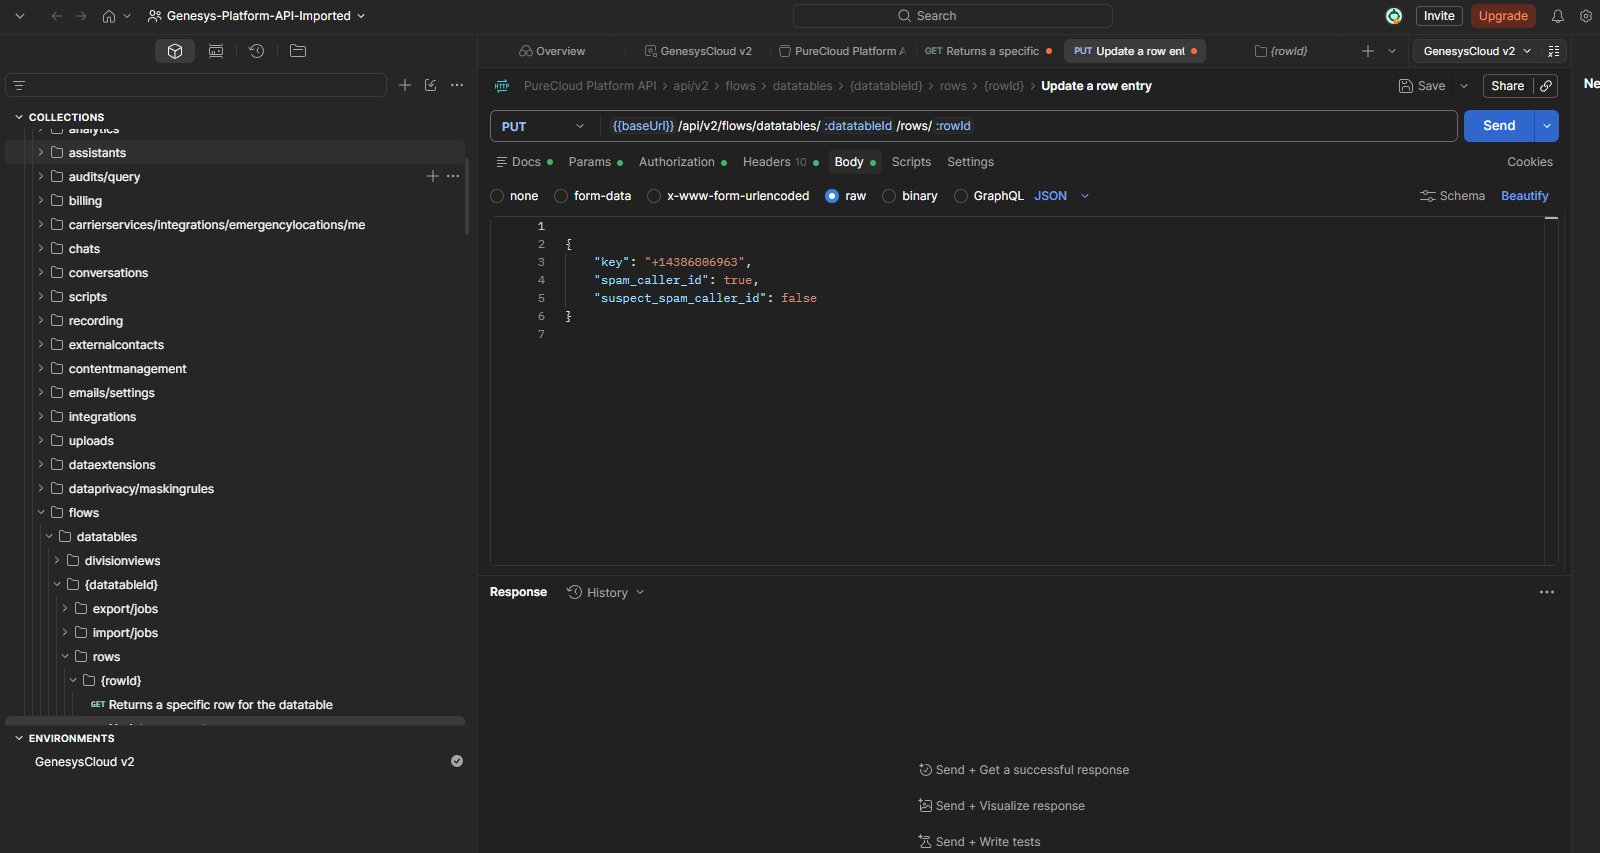 Genesys-Platform-API-Imported
Search
Invite
Upgrade
Overview
GenesysCloud v2
PureCloud Platform A
GET Returns a specific
PUT Update a row ent
{rowId}
GenesysCloud v2
COLLECTIONS
analytics
assistants
audits/query
billing
carrierservices/integrations/emergencylocations/me
chats
conversations
scripts
recording
externalcontacts
contentmanagement
emails/settings
integrations
uploads
dataextensions
dataprivacy/maskingrules
flows
datatables
divisionviews
{datatableId}
export/jobs
import/jobs
rows
{rowId}
GET Returns a specific row for the datatable
ENVIRONMENTS
GenesysCloud v2
HTTP PureCloud Platform API > api/v2 > flows > datatables > {datatableId} > rows > {rowId} > Update a row entry
Save
Share
Ne
PUT
{{baseUrl}} /api/v2/flows/datatables/ :datatableId /rows/ :rowId
Send
Docs
Params
Authorization
Headers 10
Body
Scripts
Settings
Cookies
none
form-data
x-www-form-urlencoded
raw
binary
GraphQL
JSON
Schema
Beautify
1
2 {
3 "key": "+14386806963",
4 "spam_caller_id": true,
5 "suspect_spam_caller_id": false
6 }
7
Response
History
Send + Get a successful response
Send + Visualize response
Send + Write tests